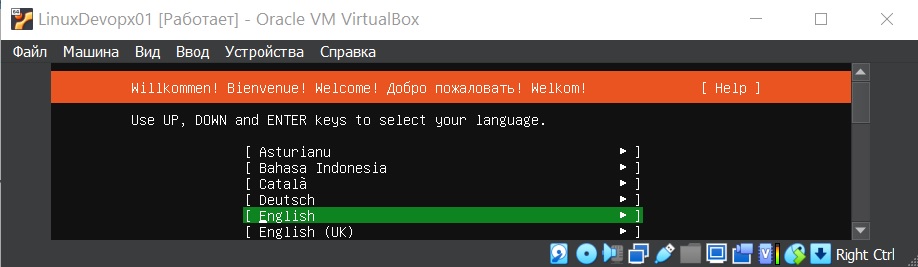 LinuxDevopx01 [Работает] - Oracle VM VirtualBox
Файл Машина Вид Ввод Устройства Справка
Willkommen! Bienvenue! Welcome! Добро пожаловать! Welkom! [ Help ]
Use UP, DOWN and ENTER keys to select your language.
[ Asturianu ► ]
[ Bahasa Indonesia ► ]
[ Català ► ]
[ Deutsch ► ]
[ English ► ]
[ English (UK) ► ]
Right Ctrl